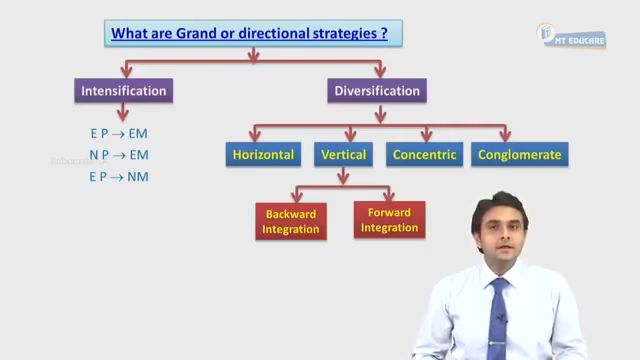 What are Grand or directional strategies ?
MT EDUCARE
Intensification
Diversification
E P → EM
N P → EM
E P → NM
Horizontal
Vertical
Concentric
Conglomerate
Backward
Integration
Forward
Integration